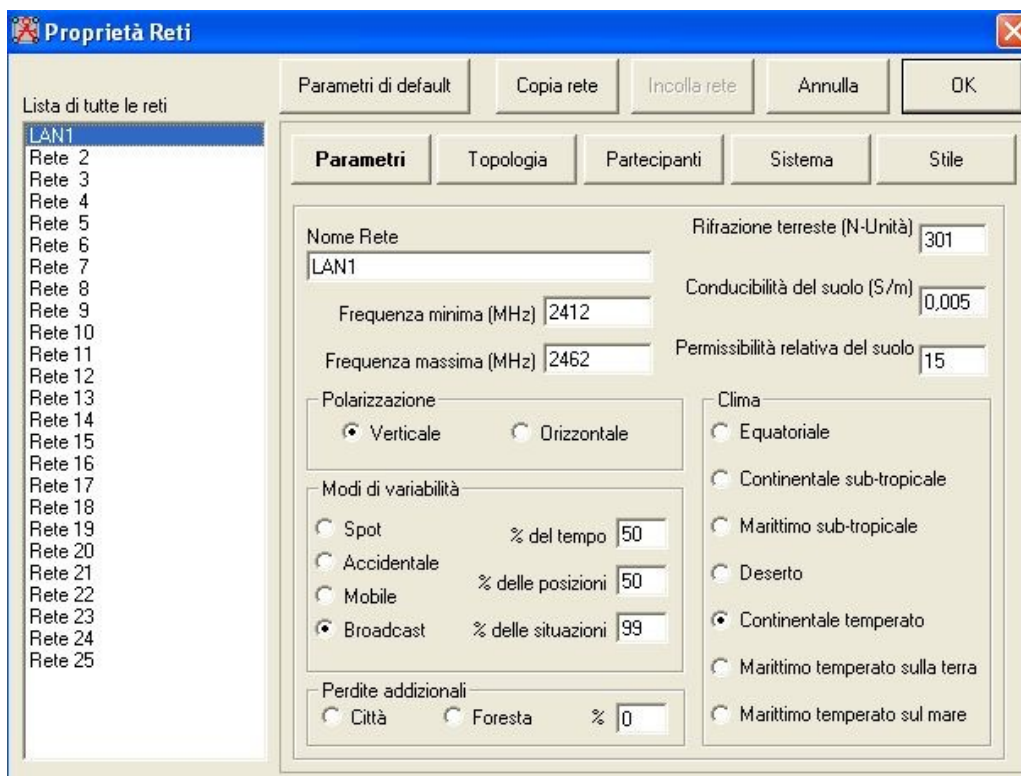 Proprietà Reti
Lista di tutte le reti
LAN1
Rete 2
Rete 3
Rete 4
Rete 5
Rete 6
Rete 7
Rete 8
Rete 9
Rete 10
Rete 11
Rete 12
Rete 13
Rete 14
Rete 15
Rete 16
Rete 17
Rete 18
Rete 19
Rete 20
Rete 21
Rete 22
Rete 23
Rete 24
Rete 25
Parametri di default
Copia rete
Incolla rete
Annulla
OK
Parametri
Topologia
Partecipanti
Sistema
Stile
Nome Rete
LAN1
Frequenza minima (MHz) 2412
Frequenza massima (MHz) 2462
Rifrazione terreste (N-Unità) 301
Conducibilità del suolo (S/m) 0,005
Permissibilità relativa del suolo 15
Polarizzazione
Verticale
Orizzontale
Modi di variabilità
Spot
Accidentale
Mobile
Broadcast
% del tempo 50
% delle posizioni 50
% delle situazioni 99
Perdite addizionali
Città
Foresta
% 0
Clima
Equatoriale
Continentale sub-tropicale
Marittimo sub-tropicale
Deserto
Continentale temperato
Marittimo temperato sulla terra
Marittimo temperato sul mare